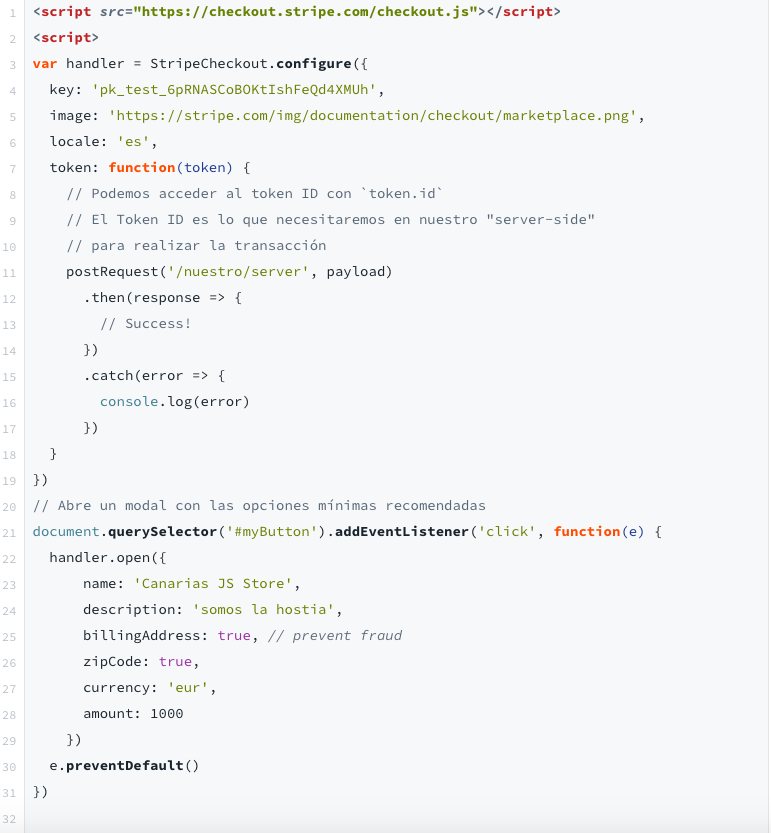 1 <script src="https://checkout.stripe.com/checkout.js"></script>
2 <script>
3 var handler = StripeCheckout.configure({
4   key: 'pk_test_6pRNASCoBOKtIshFeQd4XMUh',
5   image: 'https://stripe.com/img/documentation/checkout/marketplace.png',
6   locale: 'es',
7   token: function(token) {
8     // Podemos acceder al token ID con `token.id`
9     // El Token ID es lo que necesitaremos en nuestro "server-side"
10     // para realizar la transacción
11     postRequest('/nuestro/server', payload)
12       .then(response => {
13         // Success!
14       })
15       .catch(error => {
16         console.log(error)
17       })
18   }
19 })
20 // Abre un modal con las opciones mínimas recomendadas
21 document.querySelector('#myButton').addEventListener('click', function(e) {
22   handler.open({
23       name: 'Canarias JS Store',
24       description: 'somos la hostia',
25       billingAddress: true, // prevent fraud
26       zipCode: true,
27       currency: 'eur',
28       amount: 1000
29     })
30   e.preventDefault()
31 })
32